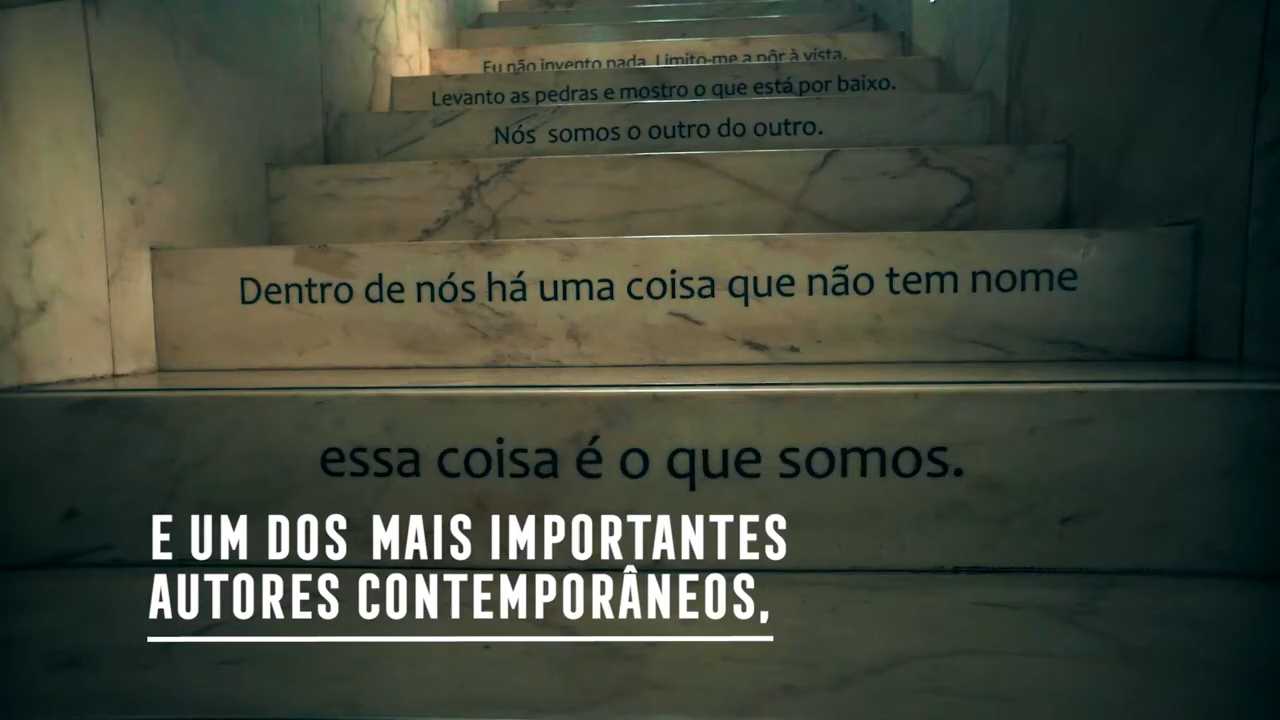 Eu não invento nada. Limito-me a pôr à vista.
Levanto as pedras e mostro o que está por baixo.
Nós somos o outro do outro.
Dentro de nós há uma coisa que não tem nome
essa coisa é o que somos.
E UM DOS MAIS IMPORTANTES
AUTORES CONTEMPORÂNEOS,